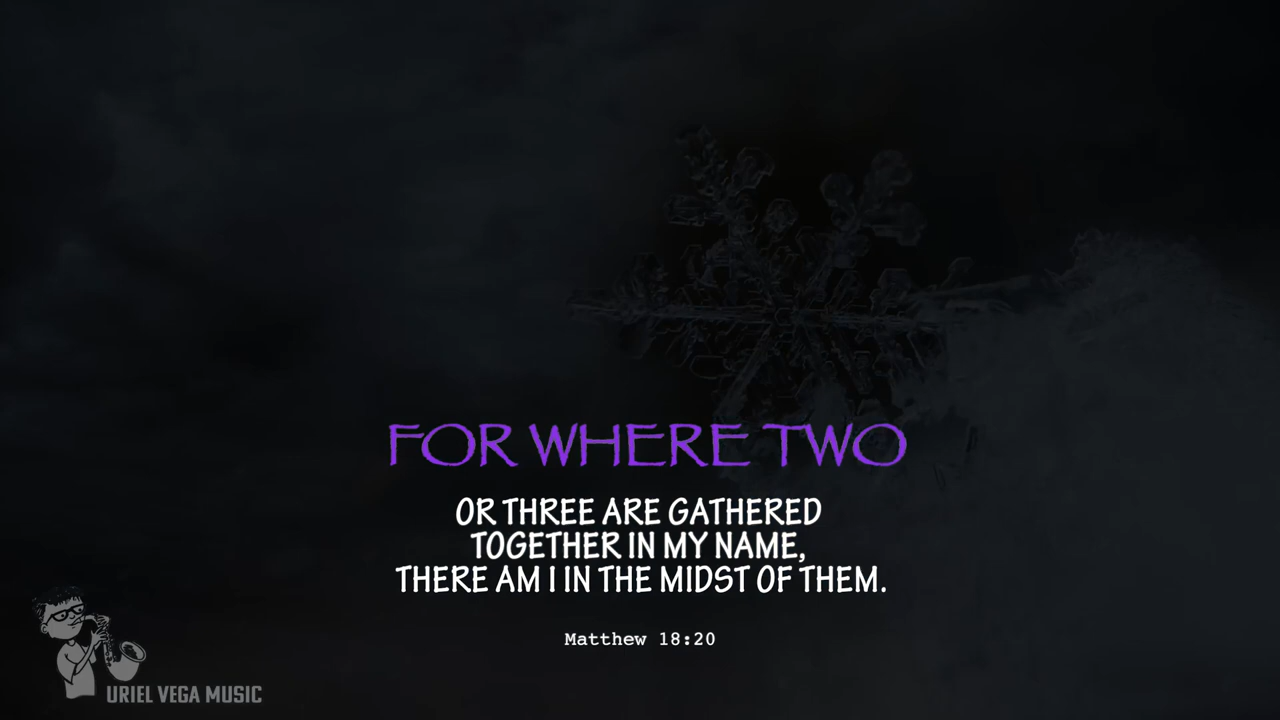 FOR WHERE TWO
OR THREE ARE GATHERED
TOGETHER IN MY NAME,
THERE AM I IN THE MIDST OF THEM.
Matthew 18:20
URIEL VEGA MUSIC